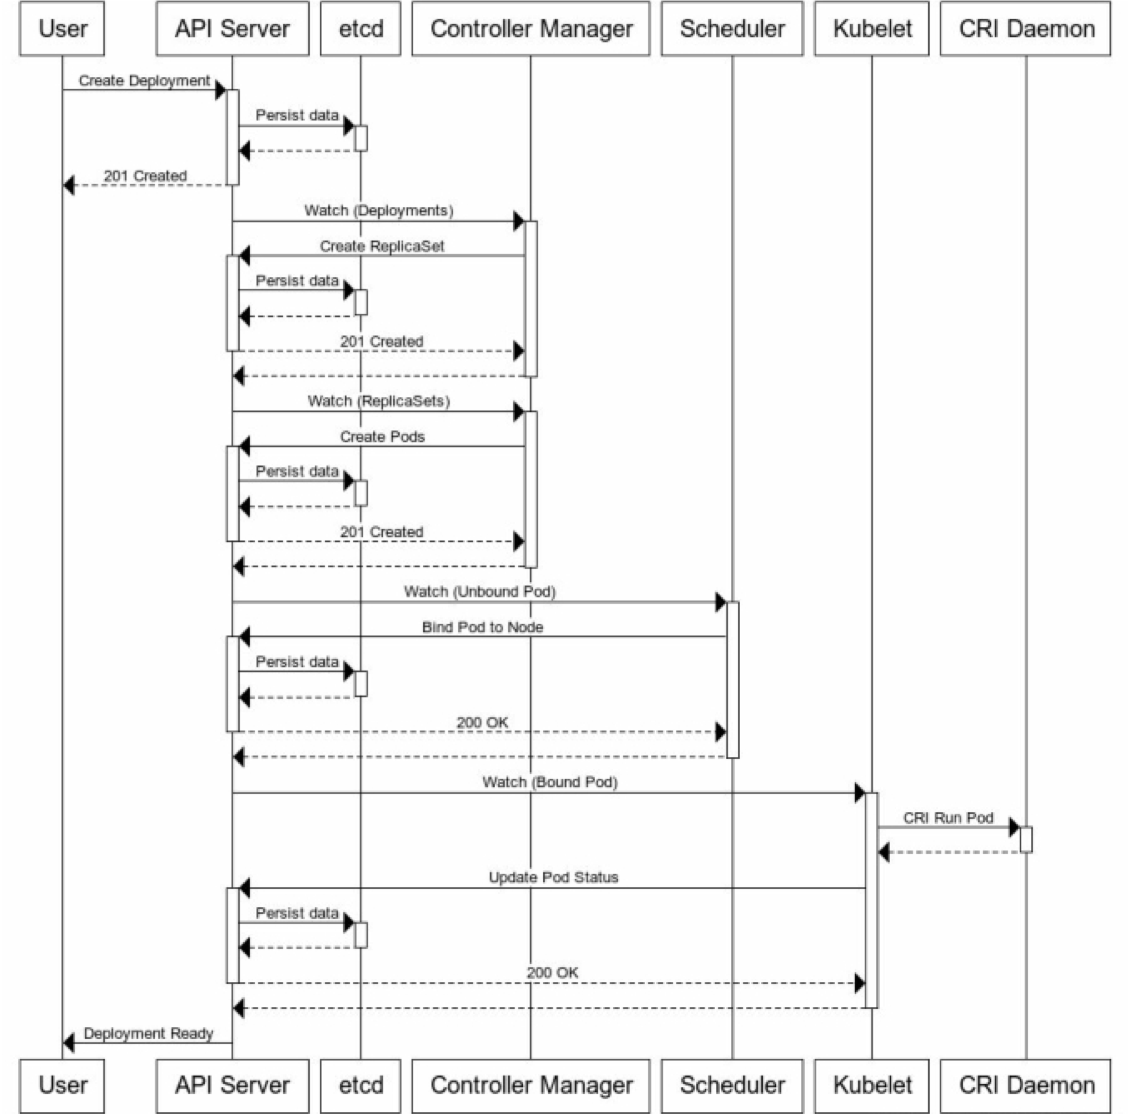 User API Server etcd Controller Manager Scheduler Kubelet CRI Daemon
Create Deployment
Persist data
201 Created
Watch (Deployments)
Create ReplicaSet
Persist data
201 Created
Watch (ReplicaSets)
Create Pods
Persist data
201 Created
Watch (Unbound Pod)
Bind Pod to Node
Persist data
200 OK
Watch (Bound Pod)
CRI Run Pod
Update Pod Status
Persist data
200 OK
Deployment Ready
User API Server etcd Controller Manager Scheduler Kubelet CRI Daemon